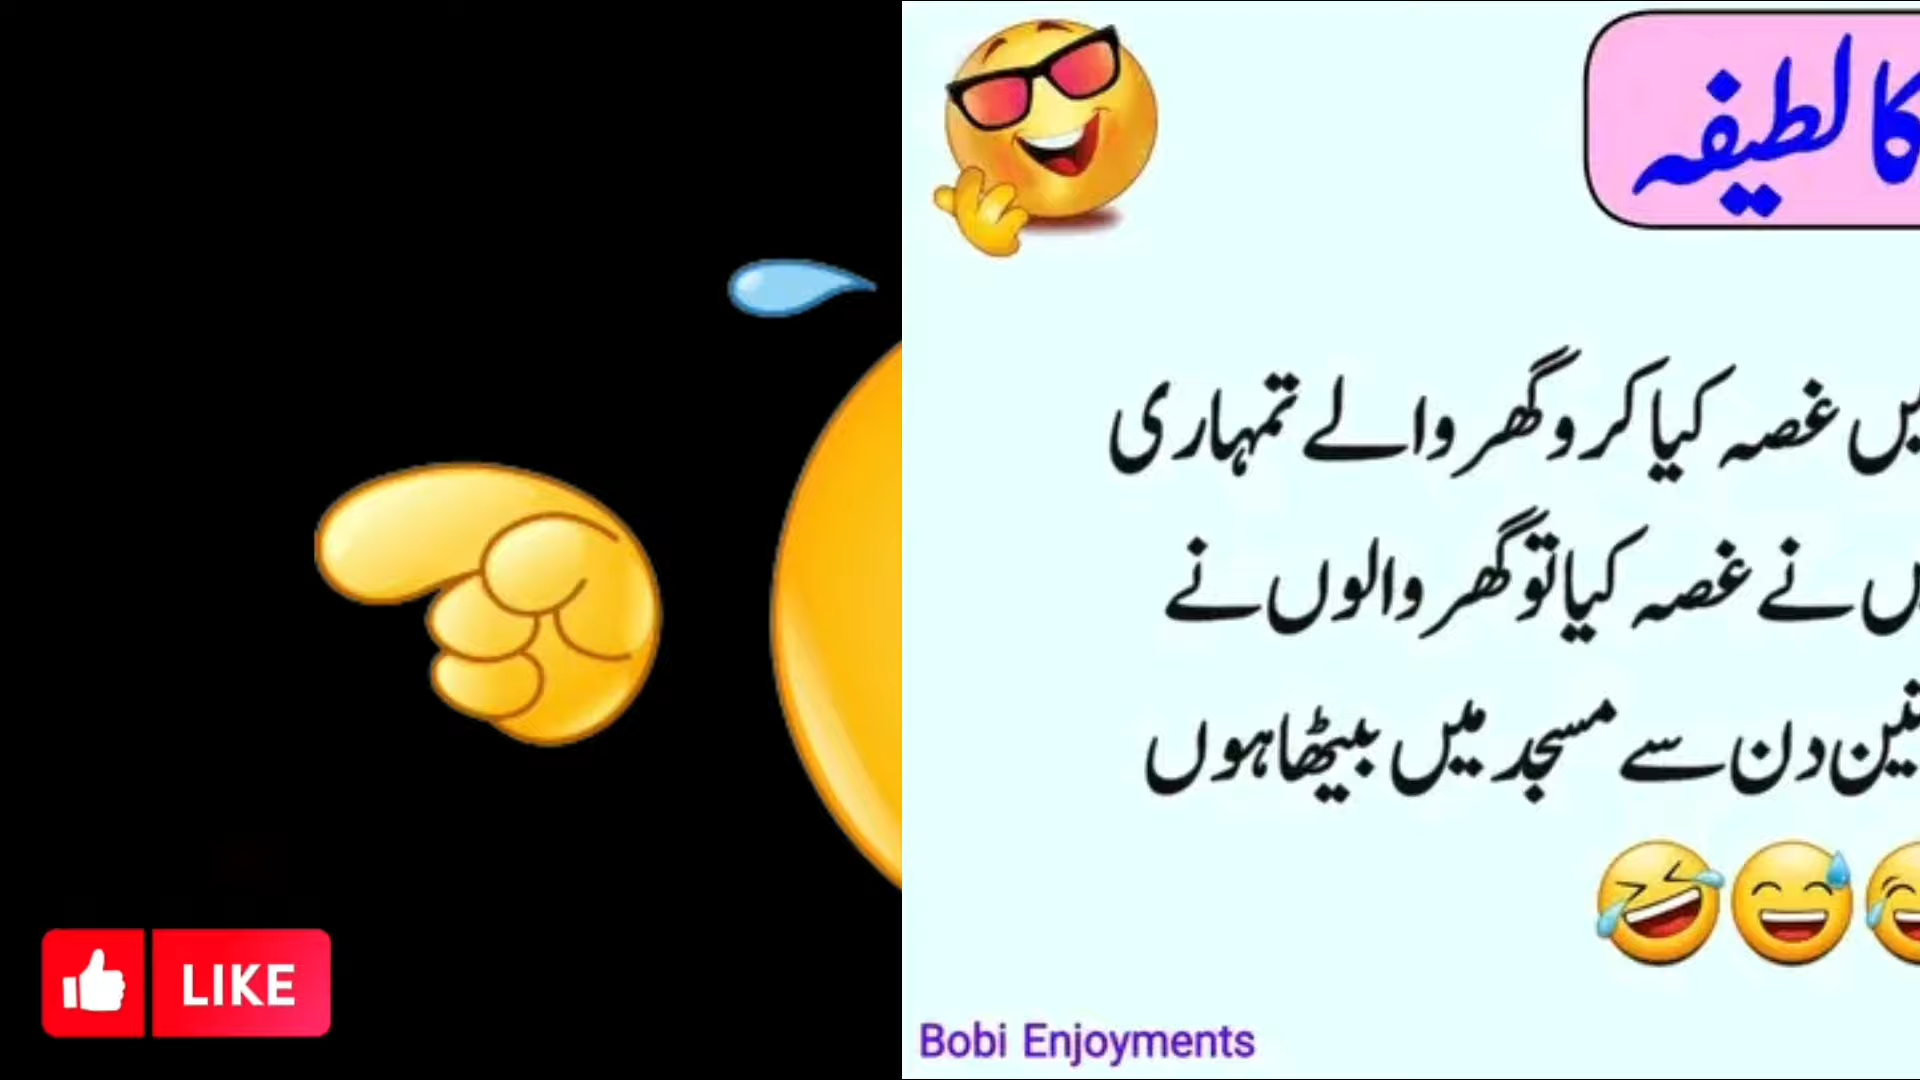 کا لطیفہ
غصہ کیا کرو گھر والے تمہاری
نے غصہ کیا تو گھر والوں نے
دن سے مسجد میں بیٹھا ہوں
LIKE
Bobi Enjoyments